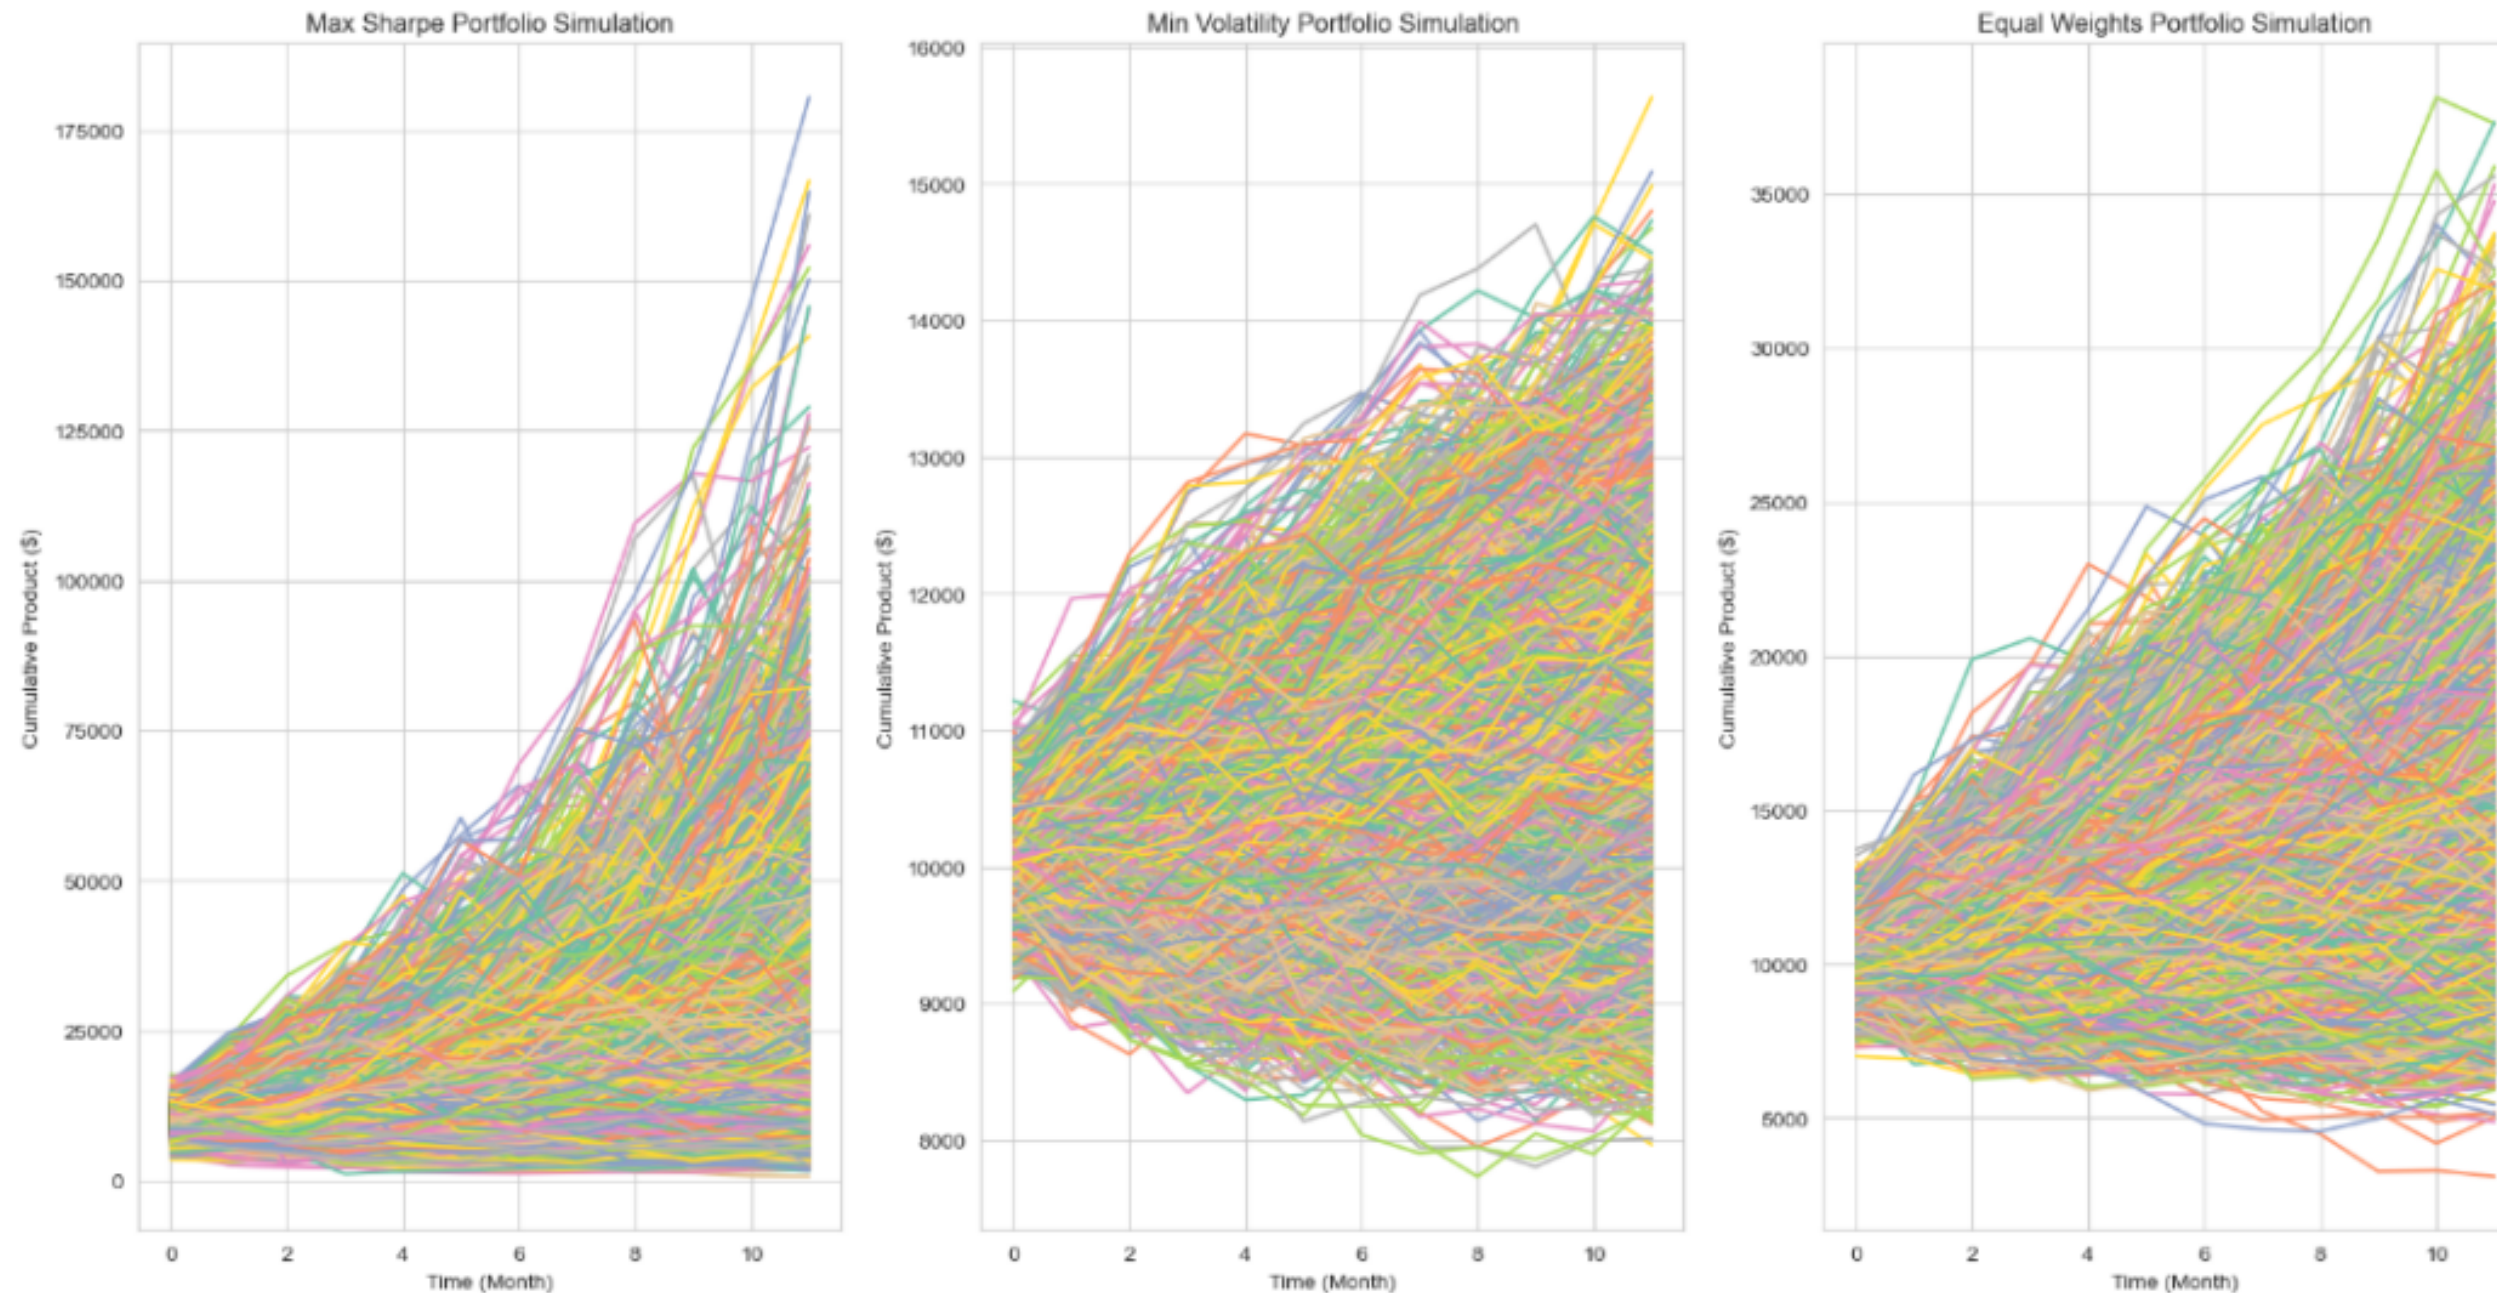 Max Sharpe Portfolio Simulation
175000
150000
125000
100000
75000
50000
25000
0
Cumulative Product ($)
0 2 4 6 8 10
Time (Month)
Min Volatility Portfolio Simulation
16000
15000
14000
13000
12000
11000
10000
9000
8000
Cumulative Product ($)
0 2 4 6 8 10
Time (Month)
Equal Weights Portfolio Simulation
35000
30000
25000
20000
15000
10000
5000
Cumulative Product ($)
0 2 4 6 8 10
Time (Month)